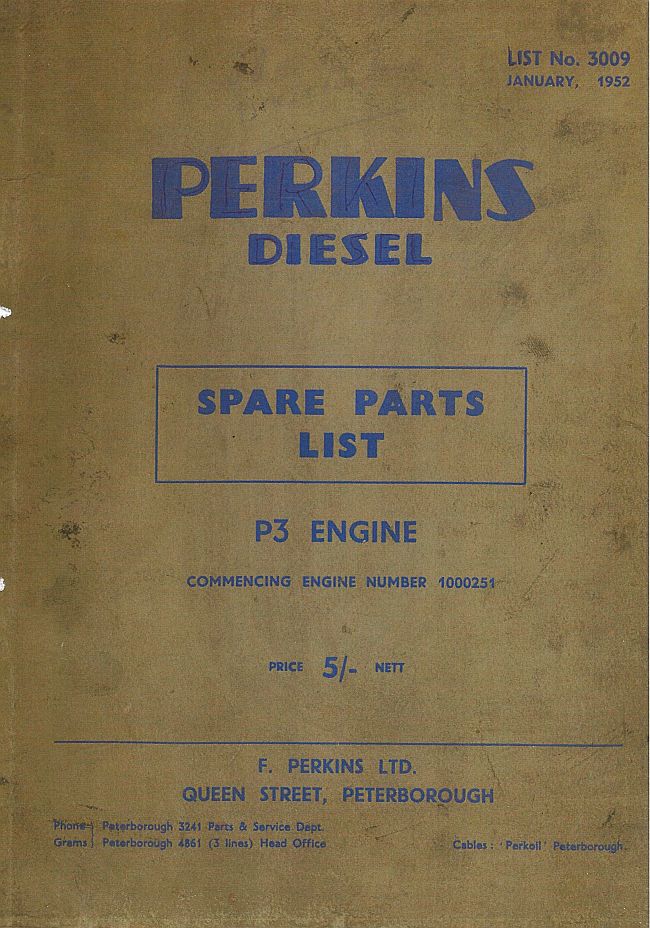 LIST No. 3009
JANUARY, 1952
PERKINS
DIESEL
SPARE PARTS
LIST
P3 ENGINE
COMMENCING ENGINE NUMBER 1000251
PRICE 5/- NETT
F. PERKINS LTD.
QUEEN STREET, PETERBOROUGH
Phone } Peterborough 3241 Parts & Service Dept.
Grams } Peterborough 4861 (3 lines) Head Office
Cables: 'Perkoil' Peterborough.